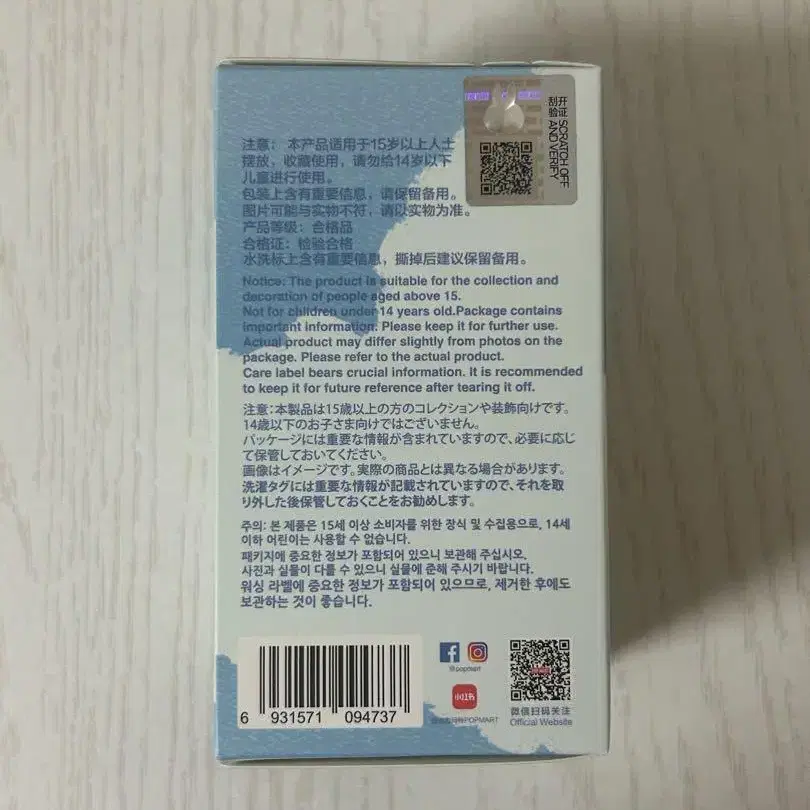 开启验证
SCRATCH OFF
AND VERIFY
注意： 本产品适用于15岁以上人士
摆放，收藏使用，请勿给14岁以下
儿童进行使用。
包装上含有重要信息，请保留备用。
图片可能与实物不符，请以实物为准。
产品等级：合格品
合格证：检验合格
水洗标上含有重要信息，撕掉后建议保留备用。
Notice: The product is suitable for the collection and
decoration of people aged above 15.
Not for children under 14 years old.Package contains
important information. Please keep it for further use.
Actual product may differ slightly from photos on the
package. Please refer to the actual product.
Care label bears crucial information. It is recommended
to keep it for future reference after tearing it off.
注意:本製品は15歳以上の方のコレクションや装飾向けです。
14歳以下のお子さま向けではございません。
パッケージには重要な情報が含まれていますので、必要に応じ
て保管しておいてください。
画像はイメージです。実際の商品とは異なる場合があります。
洗濯タグには重要な情報が記載されていますので、それを取
り外した後保管しておくことをお勧めします。
주의: 본 제품은 15세 이상 소비자를 위한 장식 및 수집용으로, 14세
이하 어린이는 사용할 수 없습니다.
패키지에 중요한 정보가 포함되어 있으니 보관해 주십시오.
사진과 실물이 다를 수 있으니 실물에 준해 주시기 바랍니다.
워싱 라벨에 중요한 정보가 포함되어 있으므로, 제거한 후에도
보관하는 것이 좋습니다.
6 931571 094737
@popmart
小红书
POPMART
微信扫码关注
Official Website